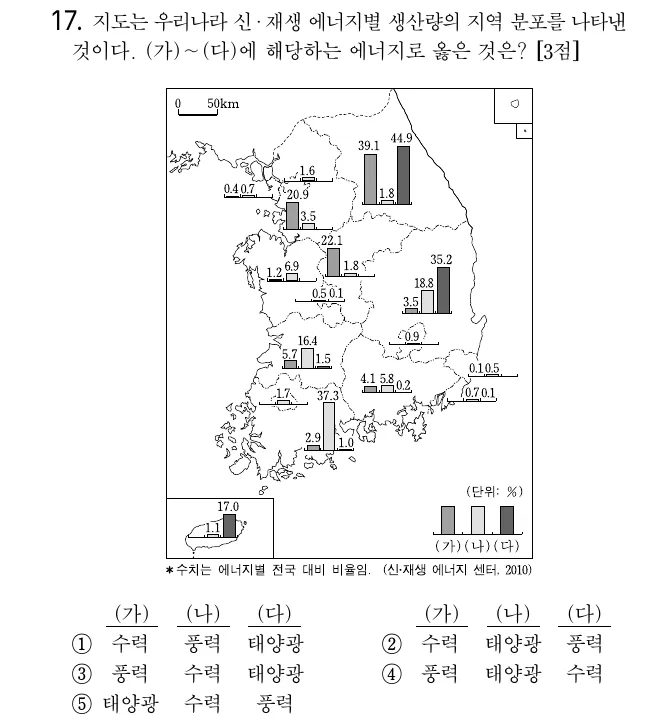 17. 지도는 우리나라 신·재생 에너지별 생산량의 지역 분포를 나타낸
것이다. (가)~(다)에 해당하는 에너지로 옳은 것은? [3점]
0 50km
39.1 1.8 44.9
1.6
0.4 0.7
20.9 3.5
22.1 1.8
1.2 6.9
3.5 18.8 35.2
0.5 0.1
0.9
5.7 16.4 1.5
0.1 0.5
4.1 5.8 0.2
0.7 0.1
1.7
2.9 37.3 1.0
1.1 17.0
(단위: %)
(가) (나) (다)
*수치는 에너지별 전국 대비 비율임. (신·재생 에너지 센터, 2010)
(가) (나) (다) (가) (나) (다)
① 수력 풍력 태양광 ② 수력 태양광 풍력
③ 풍력 수력 태양광 ④ 풍력 태양광 수력
⑤ 태양광 수력 풍력